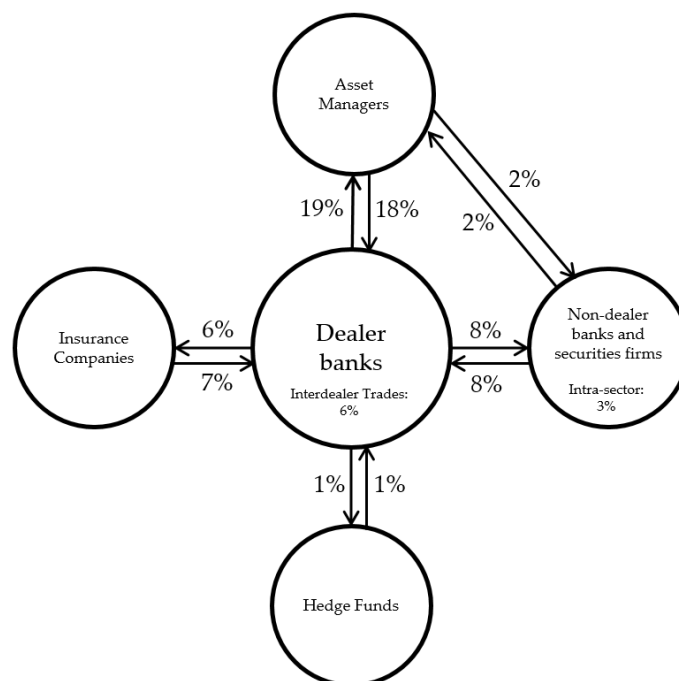 Asset
Managers
2%
2%
19%
18%
Insurance
Companies
6%
7%
Dealer
banks
Interdealer Trades:
6%
8%
8%
Non-dealer
banks and
securities firms
Intra-sector:
3%
1%
1%
Hedge Funds